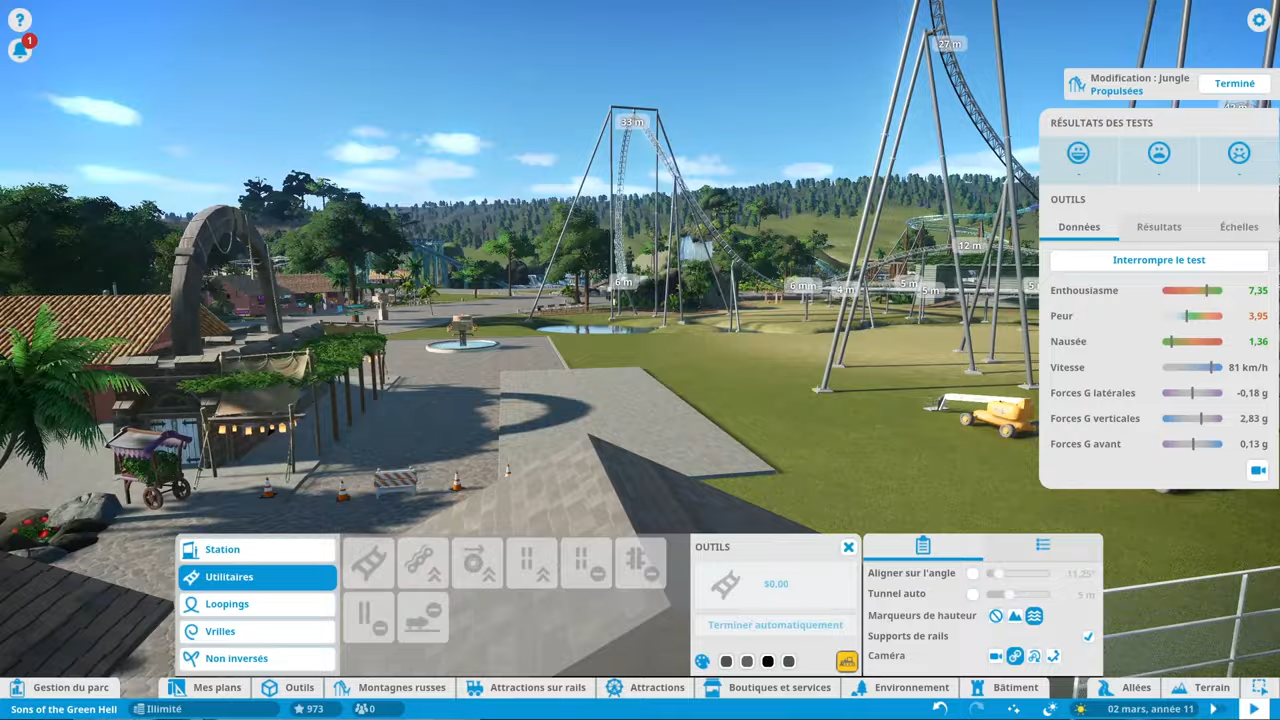 ?
1
27 m
33 m
6 m
12 m
6 mm
4 m
5 m
5 m
Modification : Jungle
Propulsées
Terminé
RÉSULTATS DES TESTS
-
-
-
OUTILS
Données
Résultats
Échelles
Interrompre le test
Enthousiasme 7,35
Peur 3,95
Nausée 1,36
Vitesse 81 km/h
Forces G latérales -0,18 g
Forces G verticales 2,83 g
Forces G avant 0,13 g
Station
Utilitaires
Loopings
Vrilles
Non inversés
OUTILS
$0.00
Terminer automatiquement
Aligner sur l'angle 11,25°
Tunnel auto 5 m
Marqueurs de hauteur
Supports de rails
Caméra
Gestion du parc
Mes plans
Outils
Montagnes russes
Attractions sur rails
Attractions
Boutiques et services
Environnement
Bâtiment
Allées
Terrain
Sons of the Green Hell
Illimité
973
0
02 mars, année 11